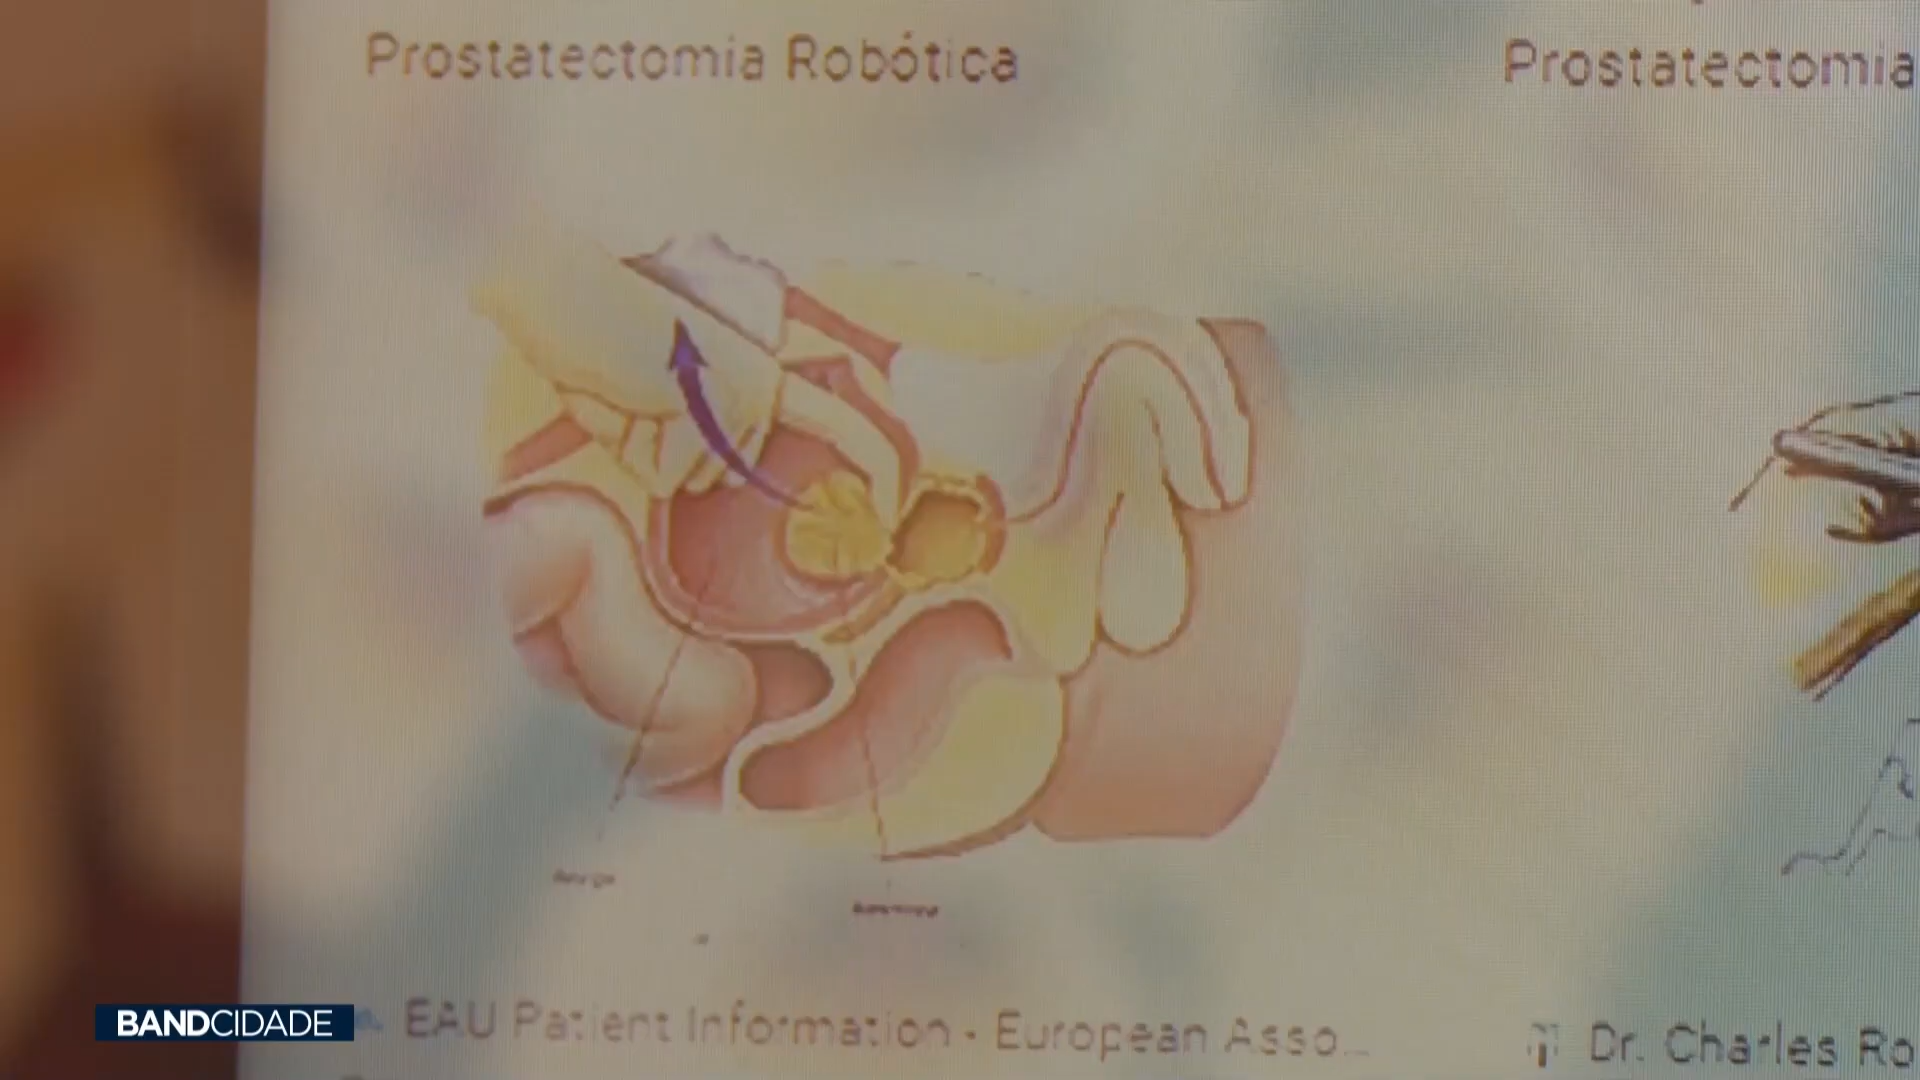 Prostatectomia Robótica
Prostatectomia
EAU Patient Information - European Asso...
Dr. Charles Ro
BANDCIDADE